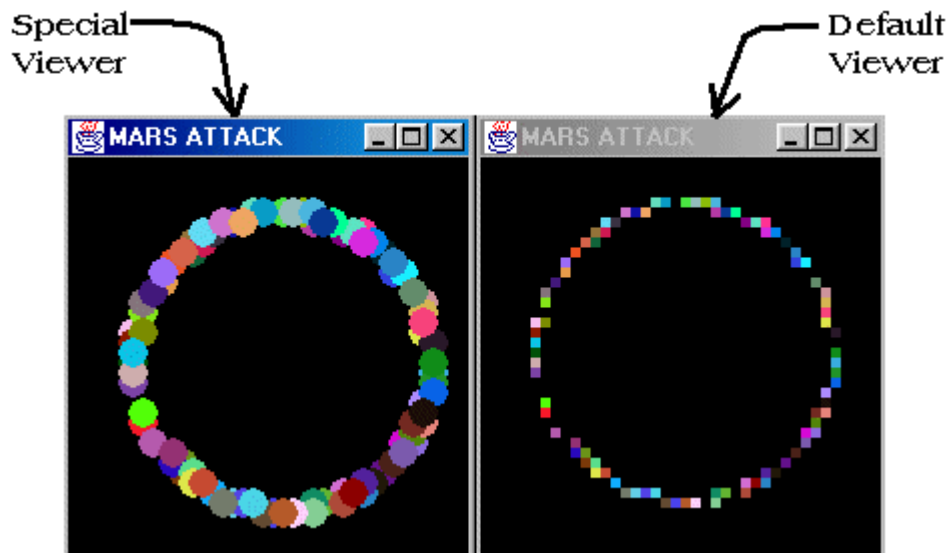 Special
Viewer
Default
Viewer
MARS ATTACK
MARS ATTACK